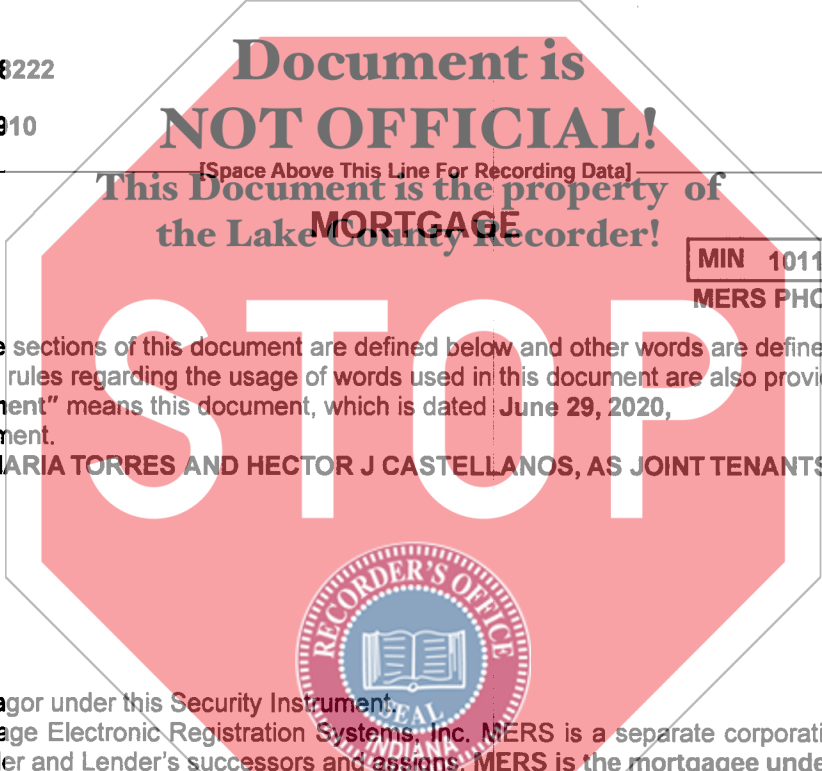 8222
Document is
910
NOT OFFICIAL!
[Space Above This Line For Recording Data]
This Document is the property of
MORTGAGE
the Lake County Recorder!
MIN 1011
MERS PHO
STOP
e sections of this document are defined below and other words are define
rules regarding the usage of words used in this document are also provi
ent" means this document, which is dated June 29, 2020,
ment.
ARIA TORRES AND HECTOR J CASTELLANOS, AS JOINT TENANTS
RECORDER'S OFFICE
SEAL
INDIANA
agor under this Security Instrument.
age Electronic Registration Systems, Inc. MERS is a separate corporati
er and Lender's successors and assigns. MERS is the mortgagee unde